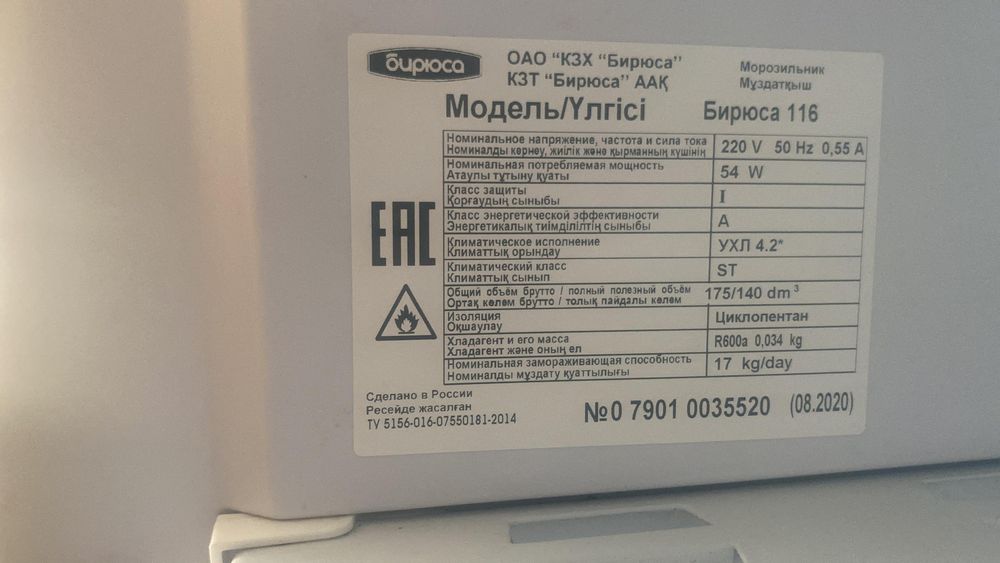 бирюса
ОАО “КЗХ “Бирюса”
КЗТ “Бирюса” ААҚ
Морозильник
Мұздатқыш
Модель/Үлгісі Бирюса 116
Номинальное напряжение, частота и сила тока
Номиналды кернеу, жиілік және қырманның күшінің
220 V 50 Hz 0,55 A
Номинальная потребляемая мощность
Атаулы тұтыну қуаты
54 W
Класс защиты
Қорғаудың сыныбы
I
Класс энергетической эффективности
Энергетикалық тиімділілтің сыныбы
A
Климатическое исполнение
Климаттық орындау
УХЛ 4.2*
Климатический класс
Климаттық сынып
ST
Общий объём брутто / полный полезный объём
Ортақ көлем брутто / толық пайдалы көлем
175/140 dm³
Изоляция
Оқшаулау
Циклопентан
Хладагент и его масса
Хладагент және оның ел
R600a 0,034 kg
Номинальная замораживающая способность
Номиналды мұздату қуаттылығы
17 kg/day
EAC
Сделано в России
Ресейде жасалған
ТУ 5156-016-07550181-2014
№0 7901 0035520 (08.2020)